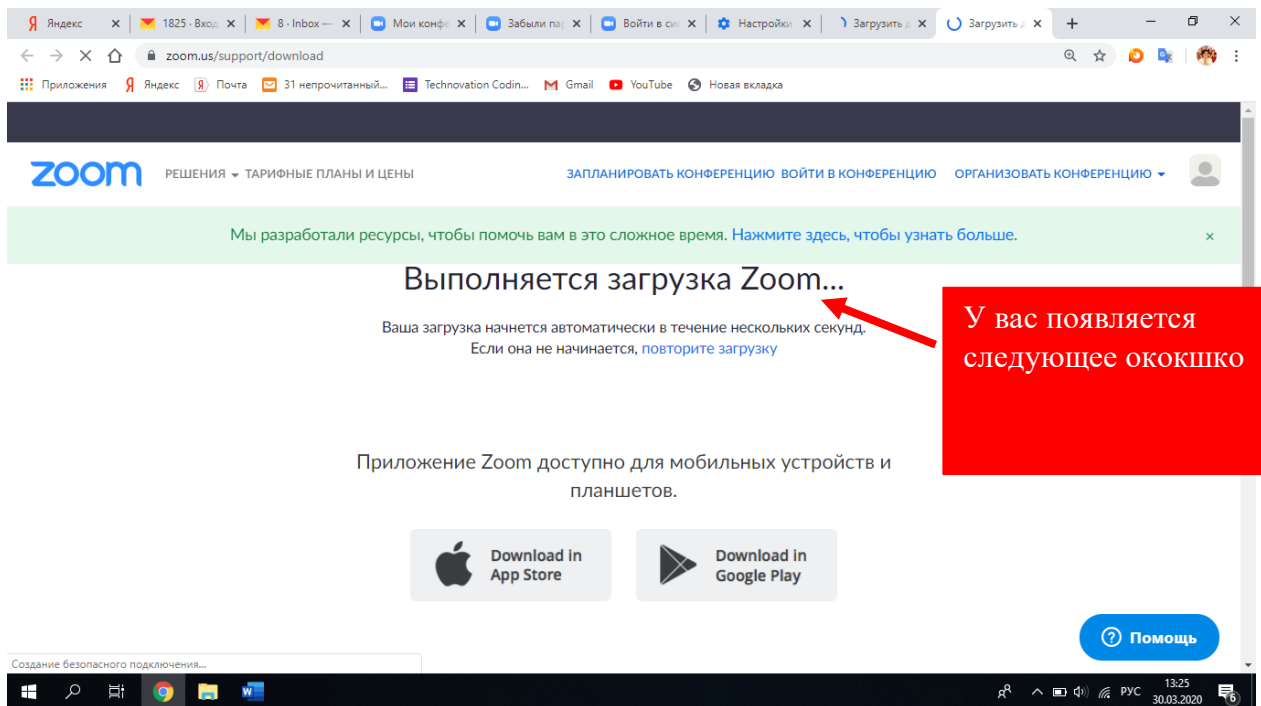 Яндекс
1825 · Вход
8 · Inbox —
Мои конфе
Забыли пар
Войти в сис
Настройки
Загрузить д
Загрузить д
zoom.us/support/download
Приложения
Яндекс
Почта
31 непрочитанный...
Technovation Codin...
Gmail
YouTube
Новая вкладка
zoom
РЕШЕНИЯ
ТАРИФНЫЕ ПЛАНЫ И ЦЕНЫ
ЗАПЛАНИРОВАТЬ КОНФЕРЕНЦИЮ
ВОЙТИ В КОНФЕРЕНЦИЮ
ОРГАНИЗОВАТЬ КОНФЕРЕНЦИЮ
Мы разработали ресурсы, чтобы помочь вам в это сложное время. Нажмите здесь, чтобы узнать больше.
Выполняется загрузка Zoom...
Ваша загрузка начнется автоматически в течение нескольких секунд.
Если она не начинается, повторите загрузку
У вас появляется
следующее ококшко
Приложение Zoom доступно для мобильных устройств и
планшетов.
Download in
App Store
Download in
Google Play
Помощь
Создание безопасного подключения...
РУС
13:25
30.03.2020
6